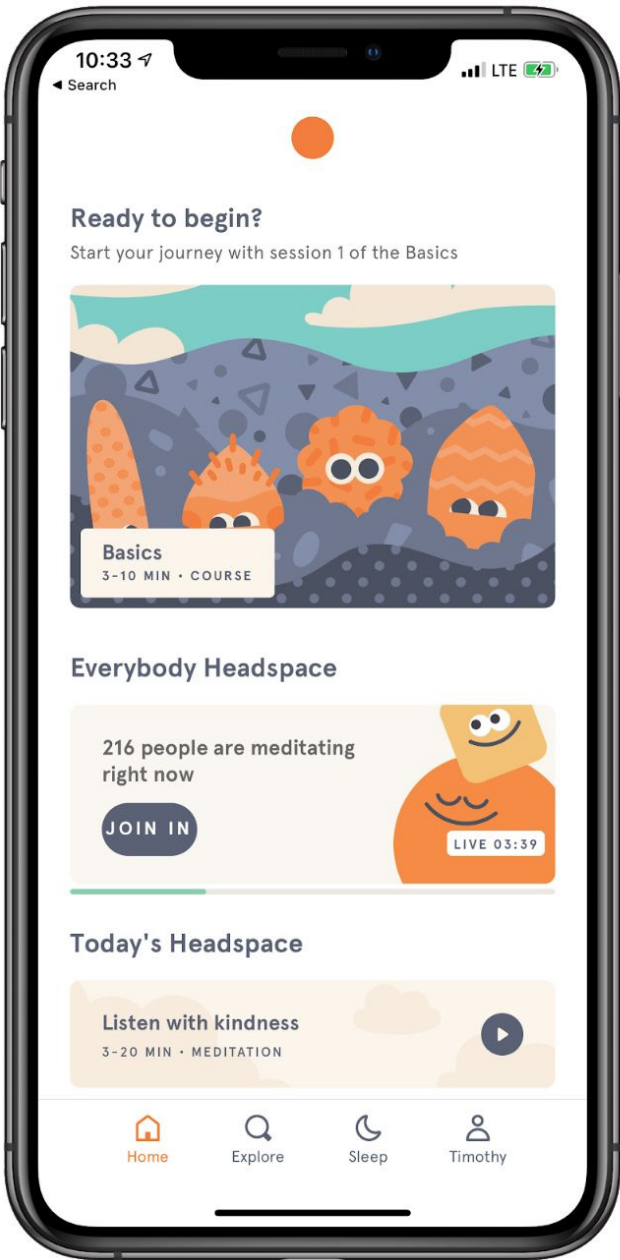 10:33
◀ Search
LTE
Ready to begin?
Start your journey with session 1 of the Basics
Basics
3-10 MIN • COURSE
Everybody Headspace
216 people are meditating
right now
JOIN IN
LIVE 03:39
Today's Headspace
Listen with kindness
3-20 MIN • MEDITATION
Home
Explore
Sleep
Timothy